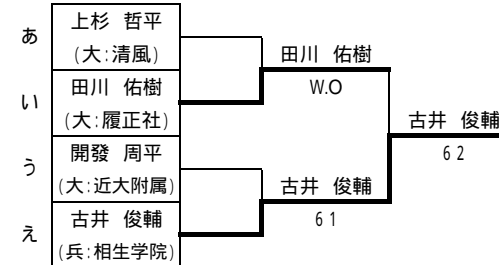 あ
上杉 哲平
(大:清風)
い
田川 佑樹
(大:履正社)
う
開發 周平
(大:近大附属)
え
古井 俊輔
(兵:相生学院)
田川 佑樹
W.O
古井 俊輔
6 1
古井 俊輔
6 2